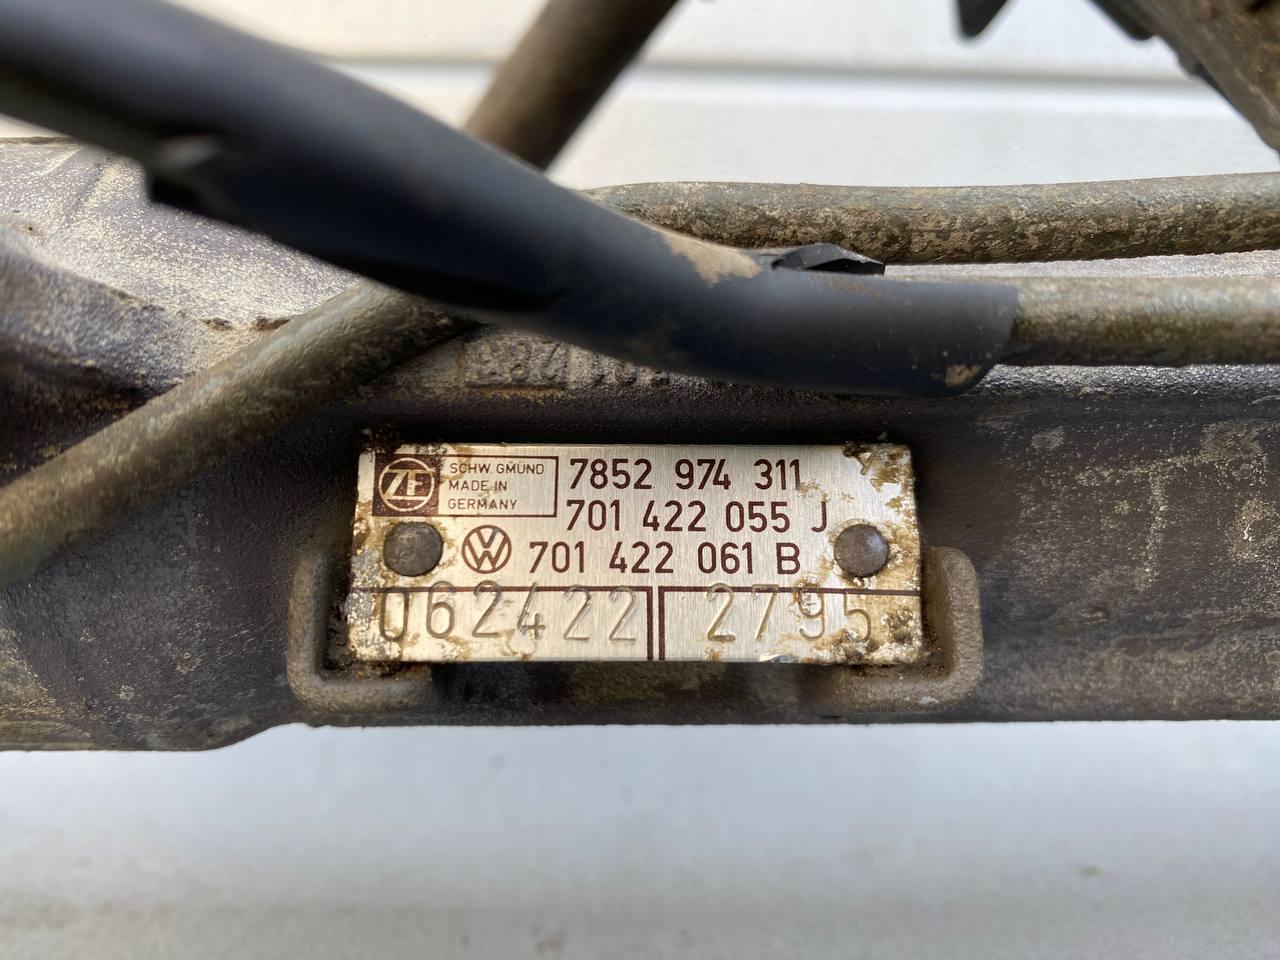 ZF
SCHW. GMÜND
MADE IN
GERMANY
7852 974 311
701 422 055 J
VW 701 422 061 B
062422 2795